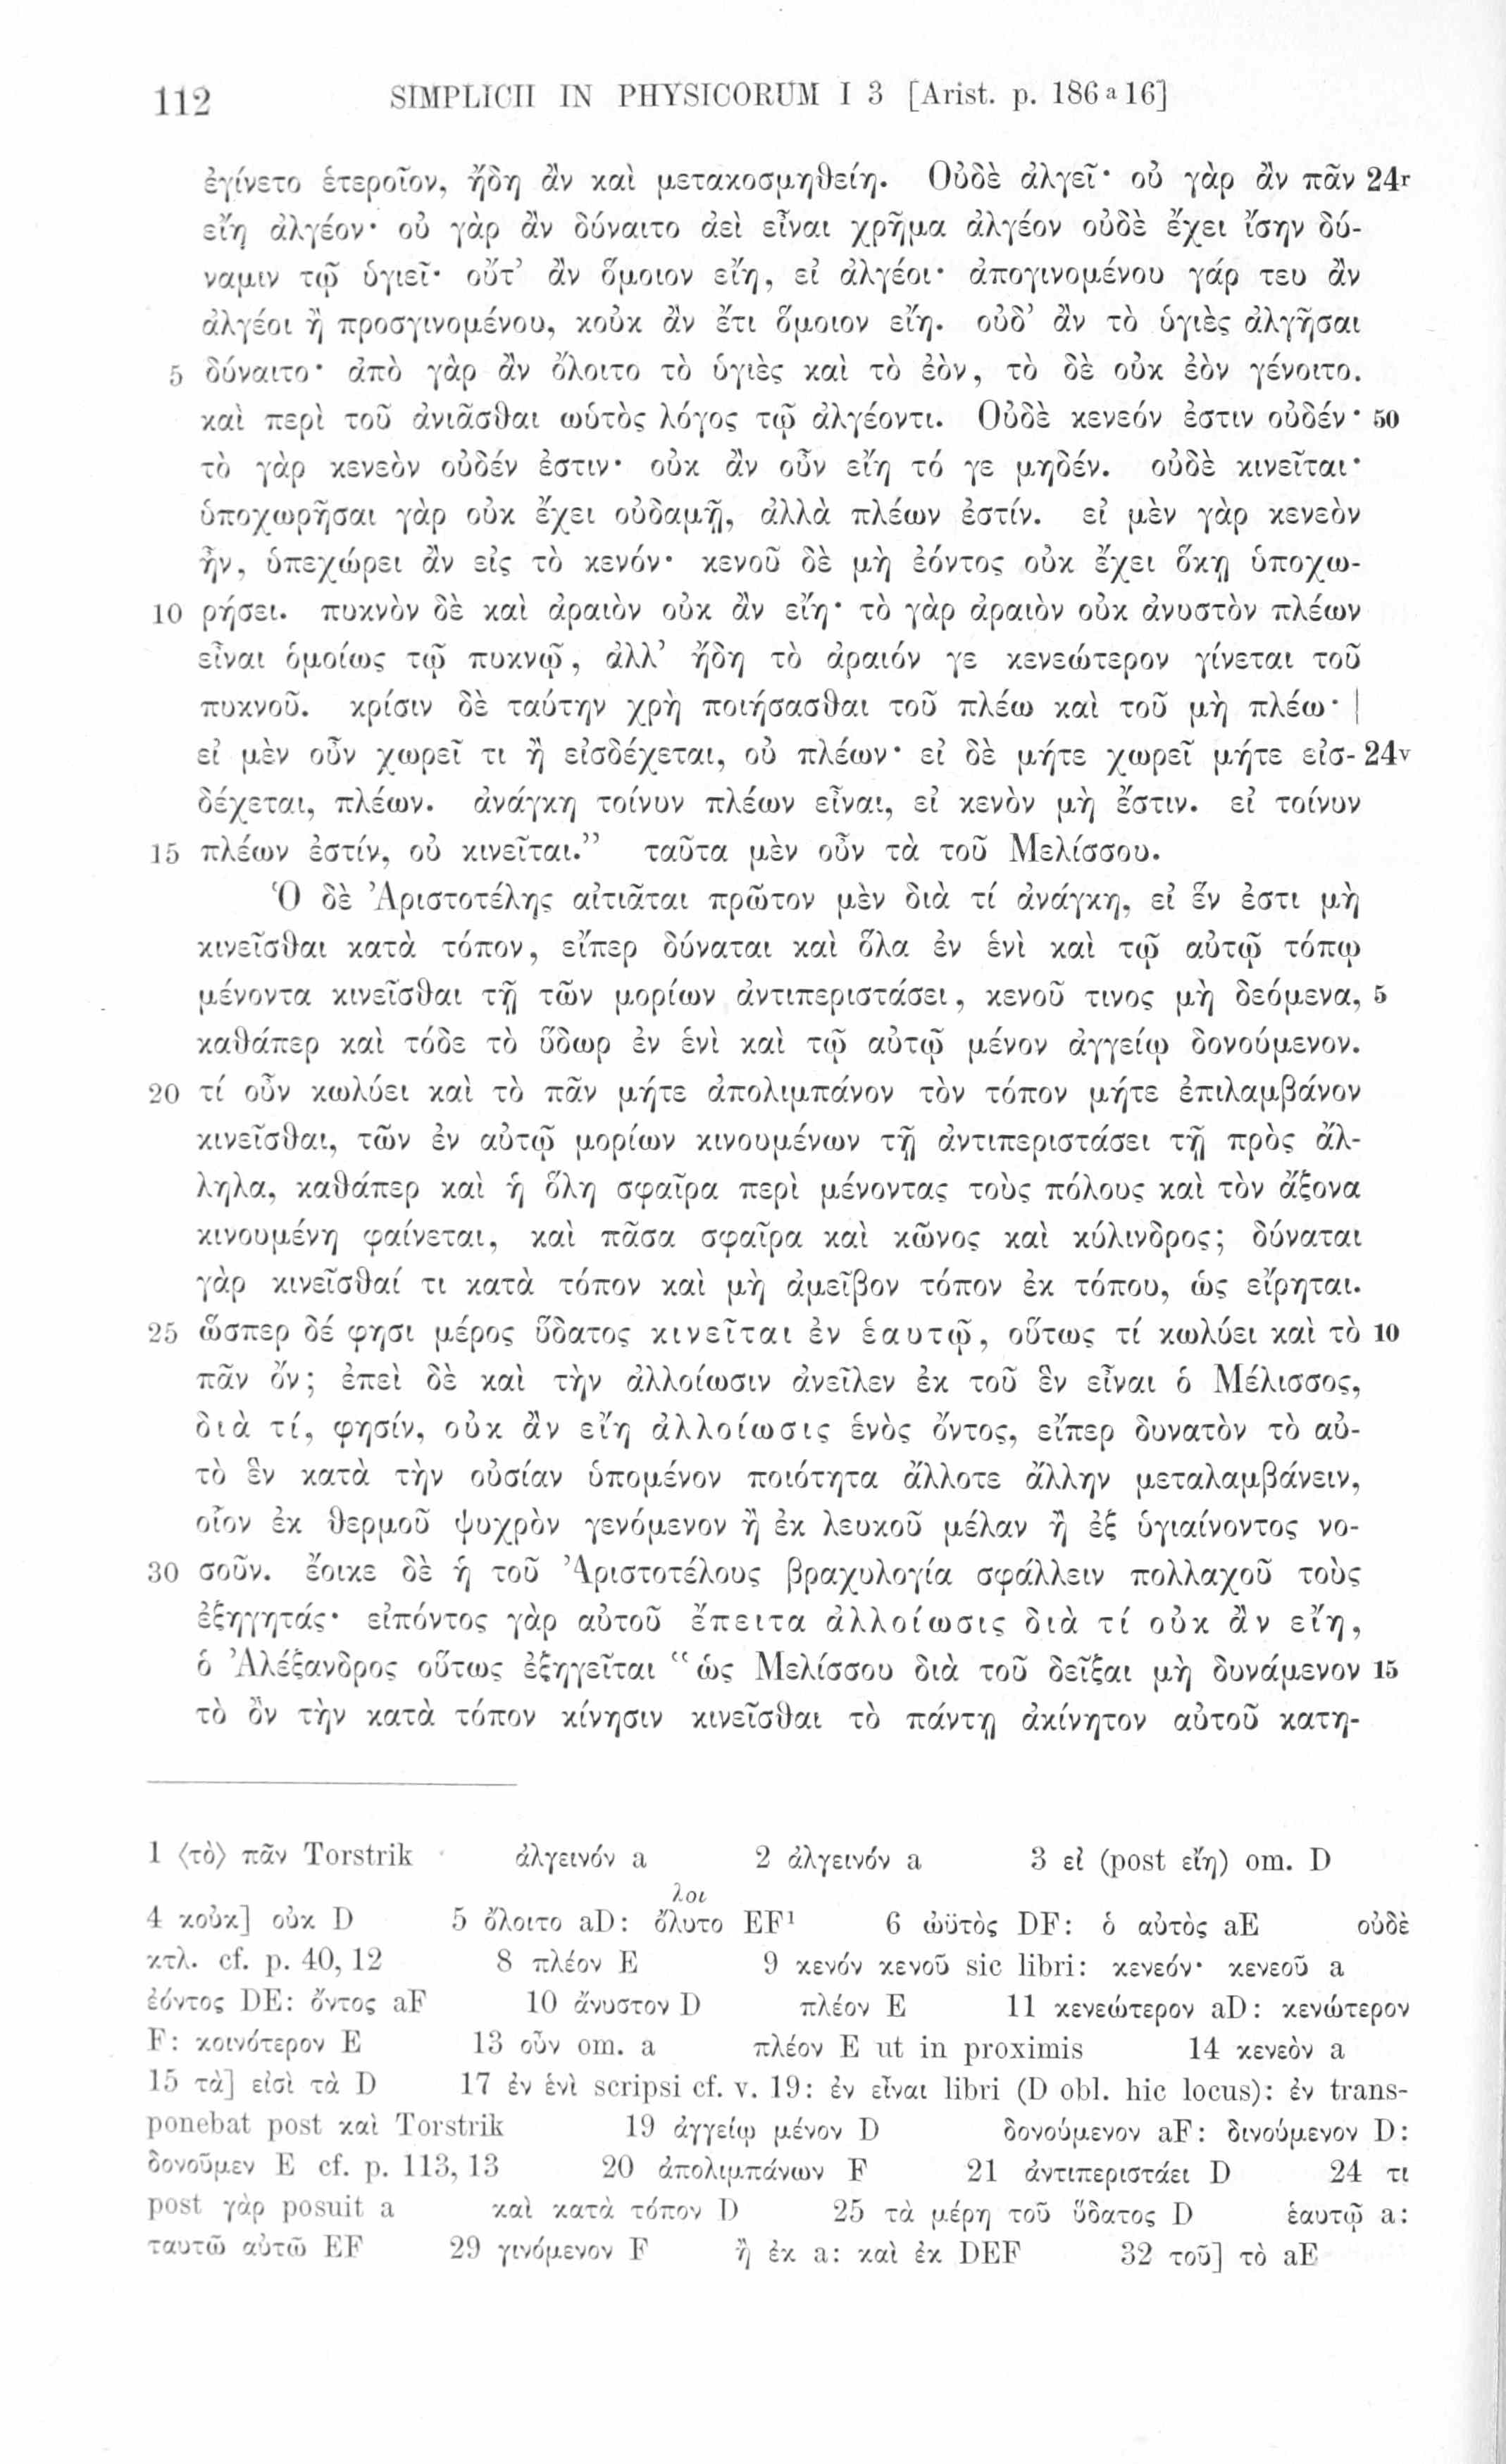 112 SIMPLICII IN PHYSICORUM I 3 [Arist. p. 186 a 16]
ἐγίνετο ἑτεροῖον, ἤδη ἂν καὶ μετακοσμηθείη. Οὐδὲ ἀλγεῖ· οὐ γὰρ ἂν πᾶν 24r
εἴη ἀλγέον· οὐ γὰρ ἂν δύναιτο ἀεὶ εἶναι χρῆμα ἀλγέον οὐδὲ ἔχει ἴσην δύ-
ναμιν τῷ ὑγιεῖ· οὔτ’ ἂν ὅμοιον εἴη, εἰ ἀλγέοι· ἀπογινομένου γάρ τευ ἂν
ἀλγέοι ἢ προσγινομένου, κοὐκ ἂν ἔτι ὅμοιον εἴη. οὐδ’ ἂν τὸ ὑγιὲς ἀλγῆσαι
5 δύναιτο· ἀπὸ γὰρ ἂν ὄλοιτο τὸ ὑγιὲς καὶ τὸ ἐὸν, τὸ δὲ οὐκ ἐὸν γένοιτο.
καὶ περὶ τοῦ ἀνιᾶσθαι ωὑτὸς λόγος τῷ ἀλγέοντι. Οὐδὲ κενεόν ἐστιν οὐδέν· 50
τὸ γὰρ κενεὸν οὐδέν ἐστιν· οὐκ ἂν οὖν εἴη τό γε μηδέν. οὐδὲ κινεῖται·
ὑποχωρῆσαι γὰρ οὐκ ἔχει οὐδαμῇ, ἀλλὰ πλέων ἐστίν. εἰ μὲν γὰρ κενεὸν
ἦν, ὑπεχώρει ἂν εἰς τὸ κενόν· κενοῦ δὲ μὴ ἐόντος οὐκ ἔχει ὅκῃ ὑποχω-
10 ρήσει. πυκνὸν δὲ καὶ ἀραιὸν οὐκ ἂν εἴη· τὸ γὰρ ἀραιὸν οὐκ ἀνυστὸν πλέων
εἶναι ὁμοίως τῷ πυκνῷ, ἀλλ’ ἤδη τὸ ἀραιόν γε κενεώτερον γίνεται τοῦ
πυκνοῦ. κρίσιν δὲ ταύτην χρὴ ποιήσασθαι τοῦ πλέω καὶ τοῦ μὴ πλέω· |
εἰ μὲν οὖν χωρεῖ τι ἢ εἰσδέχεται, οὐ πλέων· εἰ δὲ μήτε χωρεῖ μήτε εἰσ- 24v
δέχεται, πλέων. ἀνάγκη τοίνυν πλέων εἶναι, εἰ κενὸν μὴ ἔστιν. εἰ τοίνυν
15 πλέων ἐστίν, οὐ κινεῖται.” ταῦτα μὲν οὖν τὰ τοῦ Μελίσσου.
Ὁ δὲ Ἀριστοτέλης αἰτιᾶται πρῶτον μὲν διὰ τί ἀνάγκη, εἰ ἕν ἐστι μὴ
κινεῖσθαι κατὰ τόπον, εἴπερ δύναται καὶ ὅλα ἐν ἑνὶ καὶ τῷ αὐτῷ τόπῳ
μένοντα κινεῖσθαι τῇ τῶν μορίων ἀντιπεριστάσει, κενοῦ τινος μὴ δεόμενα, 5
καθάπερ καὶ τόδε τὸ ὕδωρ ἐν ἑνὶ καὶ τῷ αὐτῷ μένον ἀγγείῳ δονούμενον.
20 τί οὖν κωλύει καὶ τὸ πᾶν μήτε ἀπολιμπάνον τὸν τόπον μήτε ἐπιλαμβάνον
κινεῖσθαι, τῶν ἐν αὐτῷ μορίων κινουμένων τῇ ἀντιπεριστάσει τῇ πρὸς ἄλ-
ληλα, καθάπερ καὶ ἡ ὅλη σφαῖρα περὶ μένοντας τοὺς πόλους καὶ τὸν ἄξονα
κινουμένη φαίνεται, καὶ πᾶσα σφαῖρα καὶ κῶνος καὶ κύλινδρος; δύναται
γὰρ κινεῖσθαί τι κατὰ τόπον καὶ μὴ ἀμεῖβον τόπον ἐκ τόπου, ὡς εἴρηται.
25 ὥσπερ δέ φησι μέρος ὕδατος κινεῖται ἐν ἑαυτῷ, οὕτως τί κωλύει καὶ τὸ 10
πᾶν ὄν; ἐπεὶ δὲ καὶ τὴν ἀλλοίωσιν ἀνεῖλεν ἐκ τοῦ ἓν εἶναι ὁ Μέλισσος,
διὰ τί, φησίν, οὐκ ἂν εἴη ἀλλοίωσις ἑνὸς ὄντος, εἴπερ δυνατὸν τὸ αὐ-
τὸ ἓν κατὰ τὴν οὐσίαν ὑπομένον ποιότητα ἄλλοτε ἄλλην μεταλαμβάνειν,
οἷον ἐκ θερμοῦ ψυχρὸν γενόμενον ἢ ἐκ λευκοῦ μέλαν ἢ ἐξ ὑγιαίνοντος νο-
30 σοῦν. ἔοικε δὲ ἡ τοῦ Ἀριστοτέλους βραχυλογία σφάλλειν πολλαχοῦ τοὺς
ἐξηγητάς· εἰπόντος γὰρ αὐτοῦ ἔπειτα ἀλλοίωσις διὰ τί οὐκ ἂν εἴη,
ὁ Ἀλέξανδρος οὕτως ἐξηγεῖται “ὡς Μελίσσου διὰ τοῦ δεῖξαι μὴ δυνάμενον 15
τὸ ὂν τὴν κατὰ τόπον κίνησιν κινεῖσθαι τὸ πάντῃ ἀκίνητον αὐτοῦ κατη-
1 ⟨τὸ⟩ πᾶν Torstrik ἀλγεινόν a 2 ἀλγεινόν a 3 εἰ (post εἴη) om. D
λοι
4 κοὐκ] οὐκ D 5 ὄλοιτο aD: ὄλυτο EF¹ 6 ὡϋτὸς DF: ὁ αὐτὸς aE οὐδὲ
κτλ. cf. p. 40, 12 8 πλέον E 9 κενόν κενοῦ sic libri: κενεόν· κενεοῦ a
ἐόντος DE: ὄντος aF 10 ἄνυστον D πλέον E 11 κενεώτερον aD: κενώτερον
F: κοινότερον E 13 οὖν om. a πλέον E ut in proximis 14 κενεὸν a
15 τὰ] εἰσὶ τὰ D 17 ἐν ἑνὶ scripsi cf. v. 19: ἐν εἶναι libri (D obl. hic locus): ἐν trans-
ponebat post καὶ Torstrik 19 ἀγγείῳ μένον D δονούμενον aF: δινούμενον D:
δονοῦμεν E cf. p. 113, 13 20 ἀπολιμπάνων F 21 ἀντιπεριστάει D 24 τι
post γὰρ posuit a καὶ κατὰ τόπον D 25 τὰ μέρη τοῦ ὕδατος D ἑαυτῷ a:
ταυτῶ αὐτῶ EF 29 γινόμενον F ἢ ἐκ a: καὶ ἐκ DEF 32 τοῦ] τὸ aE